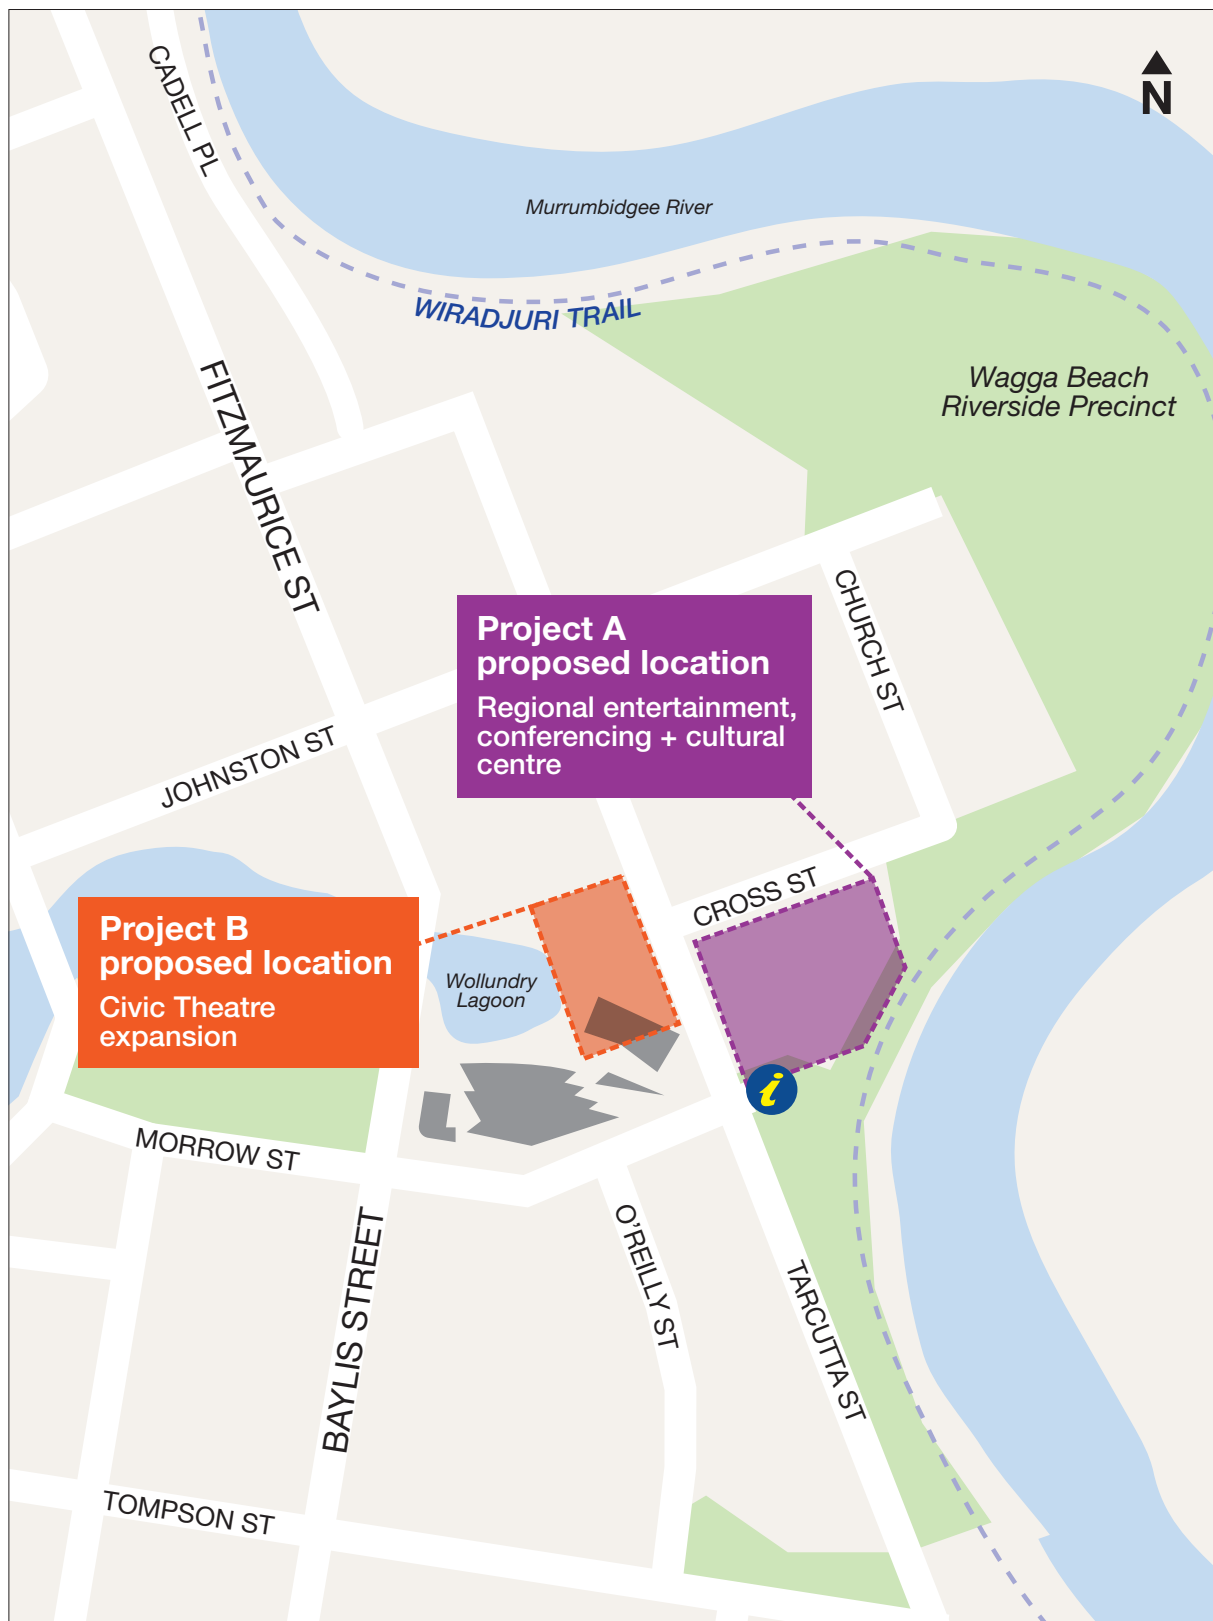 N
CADELL PL
Murrumbidgee River
WIRADJURI TRAIL
Wagga Beach
Riverside Precinct
FITZMAURICE ST
CHURCH ST
Project A
proposed location
Regional entertainment,
conferencing + cultural
centre
JOHNSTON ST
CROSS ST
Project B
proposed location
Civic Theatre
expansion
Wollundry
Lagoon
i
MORROW ST
BAYLIS STREET
O'REILLY ST
TARCUTTA ST
TOMPSON ST